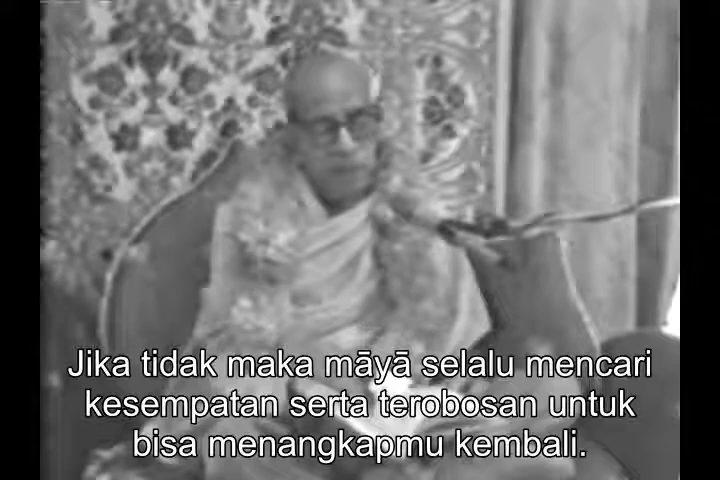 Jika tidak maka māyā selalu mencari
kesempatan serta terobosan untuk
bisa menangkapmu kembali.